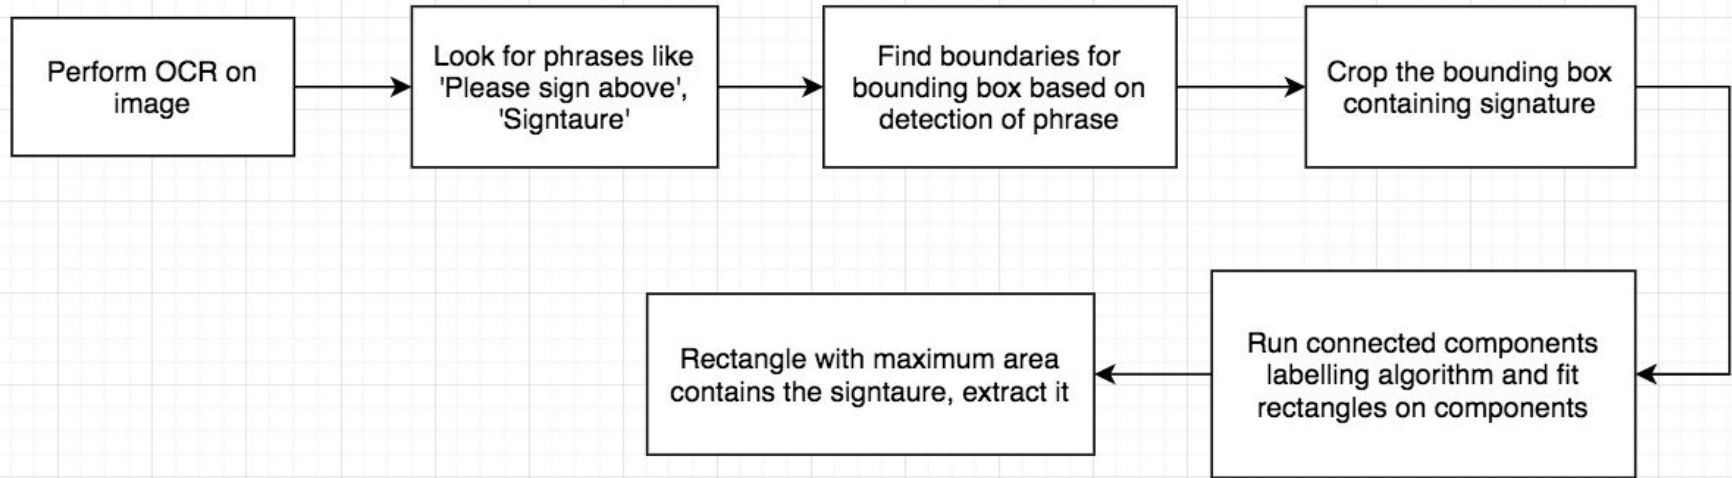 Perform OCR on
image
Look for phrases like
'Please sign above',
'Signtaure'
Find boundaries for
bounding box based on
detection of phrase
Crop the bounding box
containing signature
Run connected components
labelling algorithm and fit
rectangles on components
Rectangle with maximum area
contains the signtaure, extract it